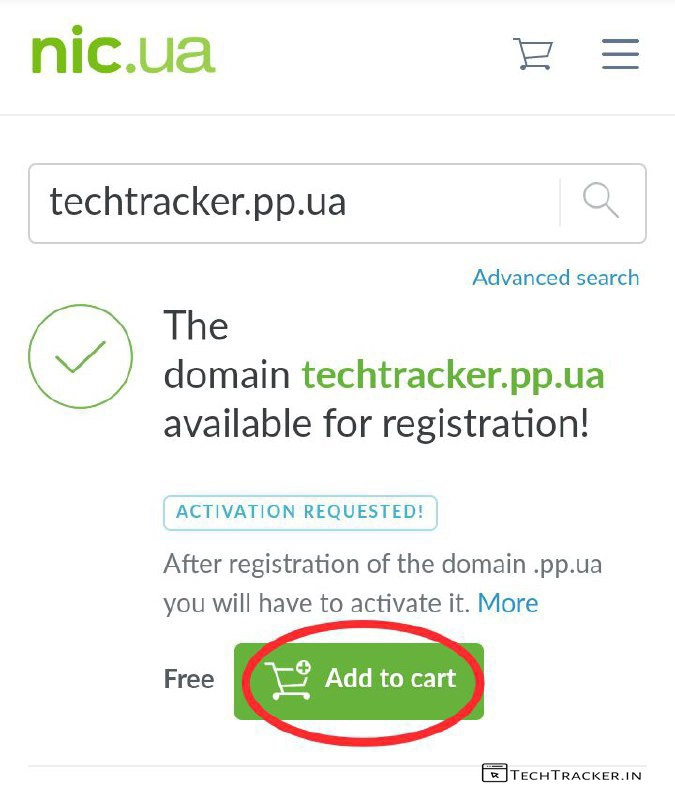 nic.ua
techtracker.pp.ua
Advanced search
The
domain techtracker.pp.ua
available for registration!
ACTIVATION REQUESTED!
After registration of the domain .pp.ua
you will have to activate it. More
Free Add to cart
TECHTRACKER.IN